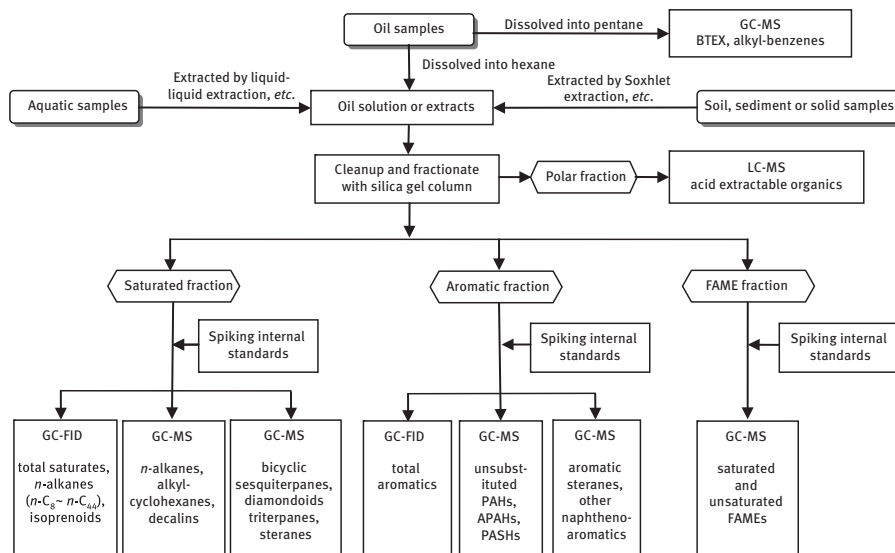 Oil samples
Dissolved into pentane
GC-MS
BTEX, alkyl-benzenes
Dissolved into hexane
Extracted by liquid-
liquid extraction, etc.
Extracted by Soxhlet
extraction, etc.
Aquatic samples
Oil solution or extracts
Soil, sediment or solid samples
Cleanup and fractionate
with silica gel column
Polar fraction
LC-MS
acid extractable organics
Saturated fraction
Aromatic fraction
FAME fraction
Spiking internal
standards
Spiking internal
standards
Spiking internal
standards
GC-FID
total saturates,
n-alkanes
(n-C8~ n-C44),
isoprenoids
GC-MS
n-alkanes,
alkyl-
cyclohexanes,
decalins
GC-MS
bicyclic
sesquiterpanes,
diamondoids
triterpanes,
steranes
GC-FID
total
aromatics
GC-MS
unsubst-
ituted
PAHs,
APAHs,
PASHs
GC-MS
aromatic
steranes,
other
naphtheno-
aromatics
GC-MS
saturated
and
unsaturated
FAMEs